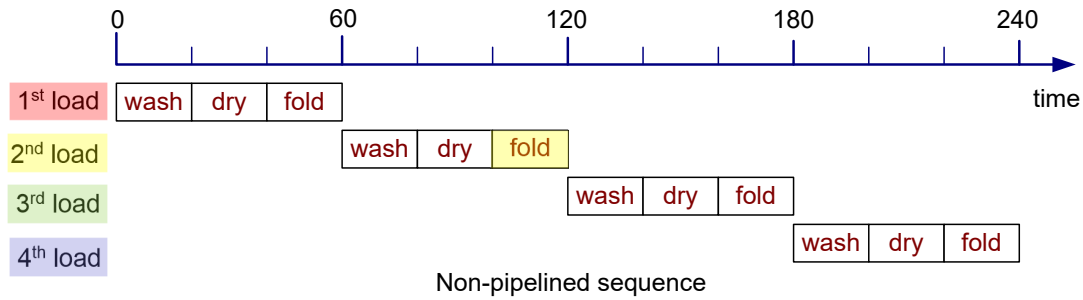 0 60 120 180 240
time
1st load wash dry fold
2nd load wash dry fold
3rd load wash dry fold
4th load wash dry fold
Non-pipelined sequence